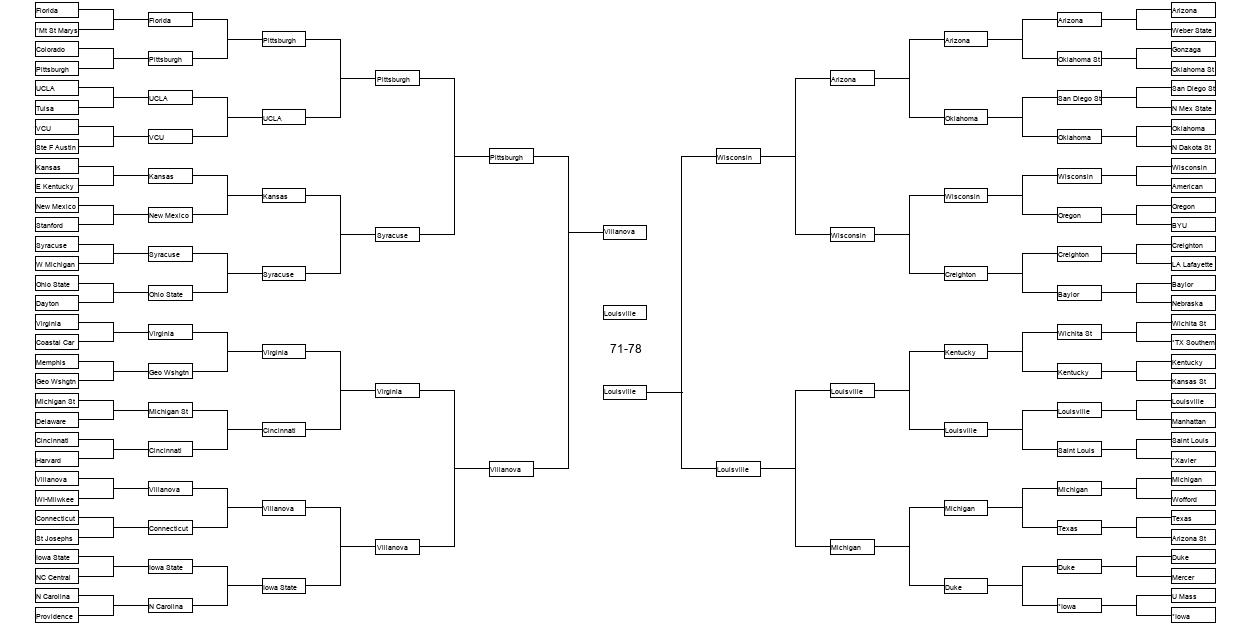 Florida
*Mt St Marys
Colorado
Pittsburgh
UCLA
Tulsa
VCU
Ste F Austin
Kansas
E Kentucky
New Mexico
Stanford
Syracuse
W Michigan
Ohio State
Dayton
Virginia
Coastal Car
Memphis
Geo Wshgtn
Michigan St
Delaware
Cincinnati
Harvard
Villanova
WI-Milwkee
Connecticut
St Josephs
Iowa State
NC Central
N Carolina
Providence
Florida
Pittsburgh
UCLA
VCU
Kansas
New Mexico
Syracuse
Ohio State
Virginia
Geo Wshgtn
Michigan St
Cincinnati
Villanova
Connecticut
Iowa State
N Carolina
Pittsburgh
UCLA
Kansas
Syracuse
Virginia
Cincinnati
Villanova
Iowa State
Pittsburgh
Syracuse
Virginia
Villanova
Pittsburgh
Villanova
Villanova
Louisville
71-78
Louisville
Wisconsin
Louisville
Arizona
Wisconsin
Louisville
Michigan
Arizona
Oklahoma
Wisconsin
Creighton
Kentucky
Louisville
Michigan
Duke
Arizona
Oklahoma St
San Diego St
Oklahoma
Wisconsin
Oregon
Creighton
Baylor
Wichita St
Kentucky
Louisville
Saint Louis
Michigan
Texas
Duke
*Iowa
Arizona
Weber State
Gonzaga
Oklahoma St
San Diego St
N Mex State
Oklahoma
N Dakota St
Wisconsin
American
Oregon
BYU
Creighton
LA Lafayette
Baylor
Nebraska
Wichita St
*TX Southern
Kentucky
Kansas St
Louisville
Manhattan
Saint Louis
*Xavier
Michigan
Wofford
Texas
Arizona St
Duke
Mercer
U Mass
*Iowa